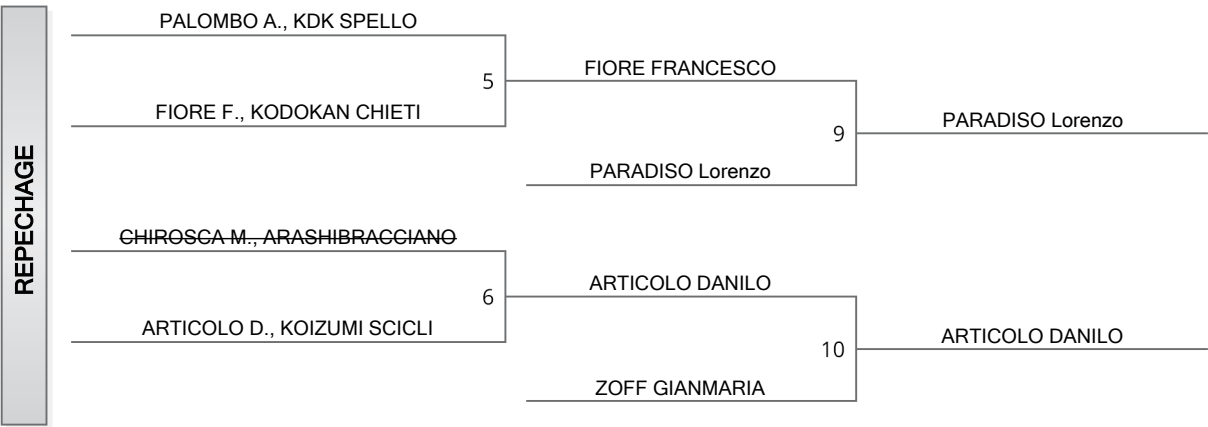 REPECHAGE
PALOMBO A., KDK SPELLO
5
FIORE F., KODOKAN CHIETI
FIORE FRANCESCO
9
PARADISO Lorenzo
PARADISO Lorenzo
CHIROSCA M., ARASHIBRACCIANO
6
ARTICOLO D., KOIZUMI SCICLI
ARTICOLO DANILO
10
ZOFF GIANMARIA
ARTICOLO DANILO